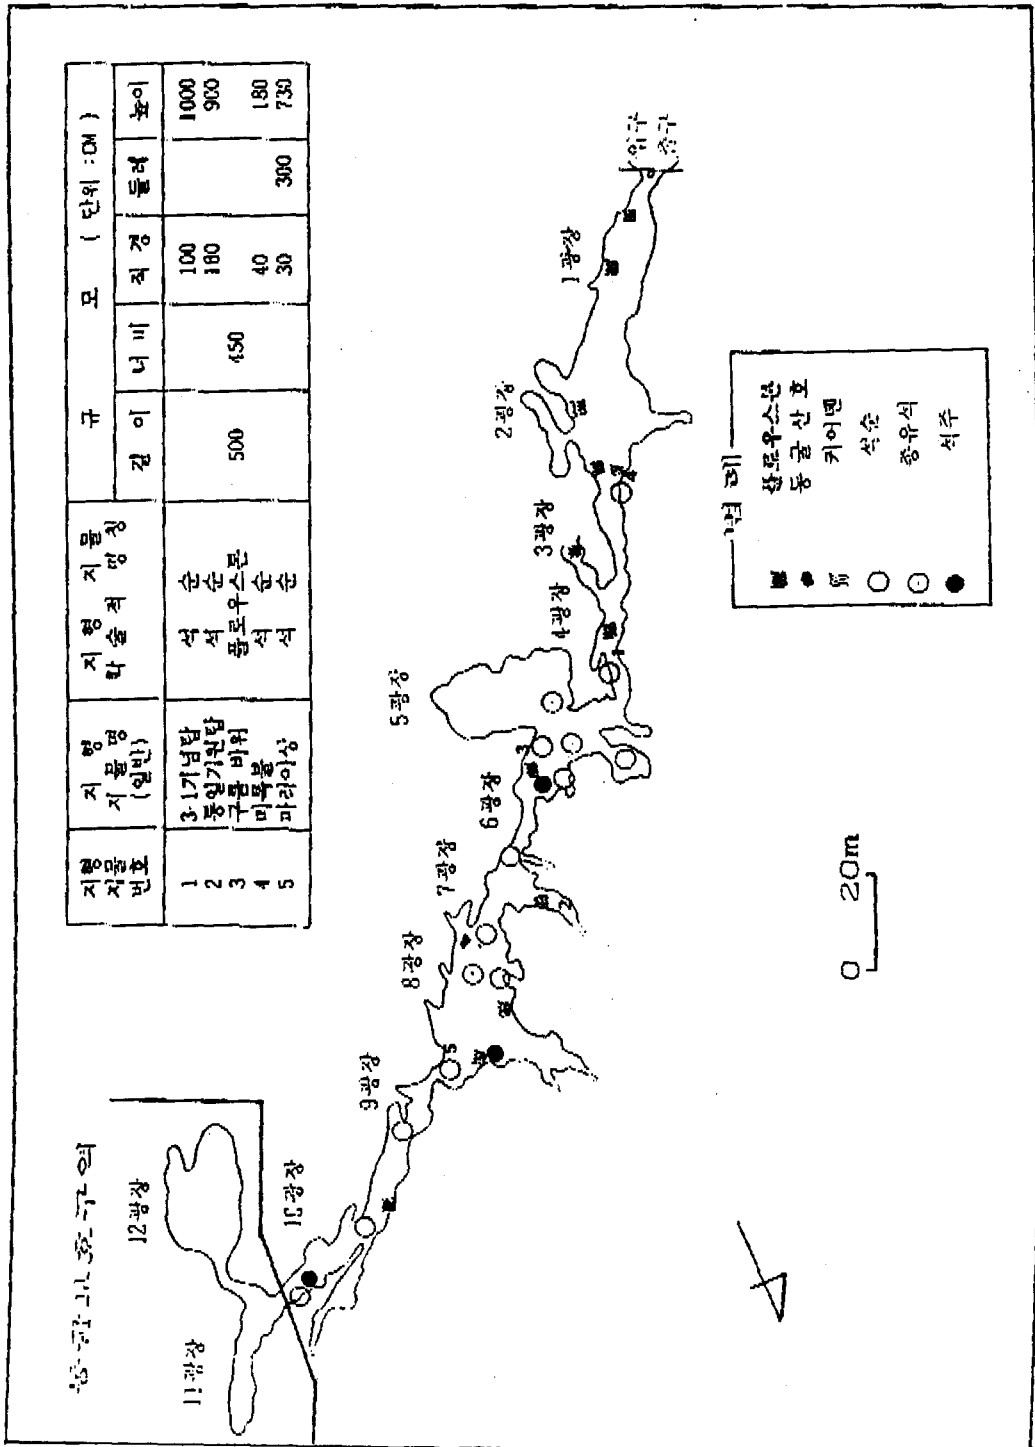 지형 지물 번호
지형 지물명 (일반)
지형 지물
학술적 명칭
규 모 ( 단위 : CM )
길 이
너 비
직 경
둘 레
높이
1 3·1기념탑 석 순 100 1000
2 통일기원탑 석 순 180 900
3 구름 바위 플로우스톤 500 450
4 미륵불 석 순 40 180
5 마리아상 석 순 30 300 730
12광장
11광장
10광장
9광장
8광장
7광장
6광장
5광장
4광장
3광장
2광장
1광장
입구
출구
범 례
플로우스톤
동 굴 산 호
커어텐
석순
종유석
석주
0 20m